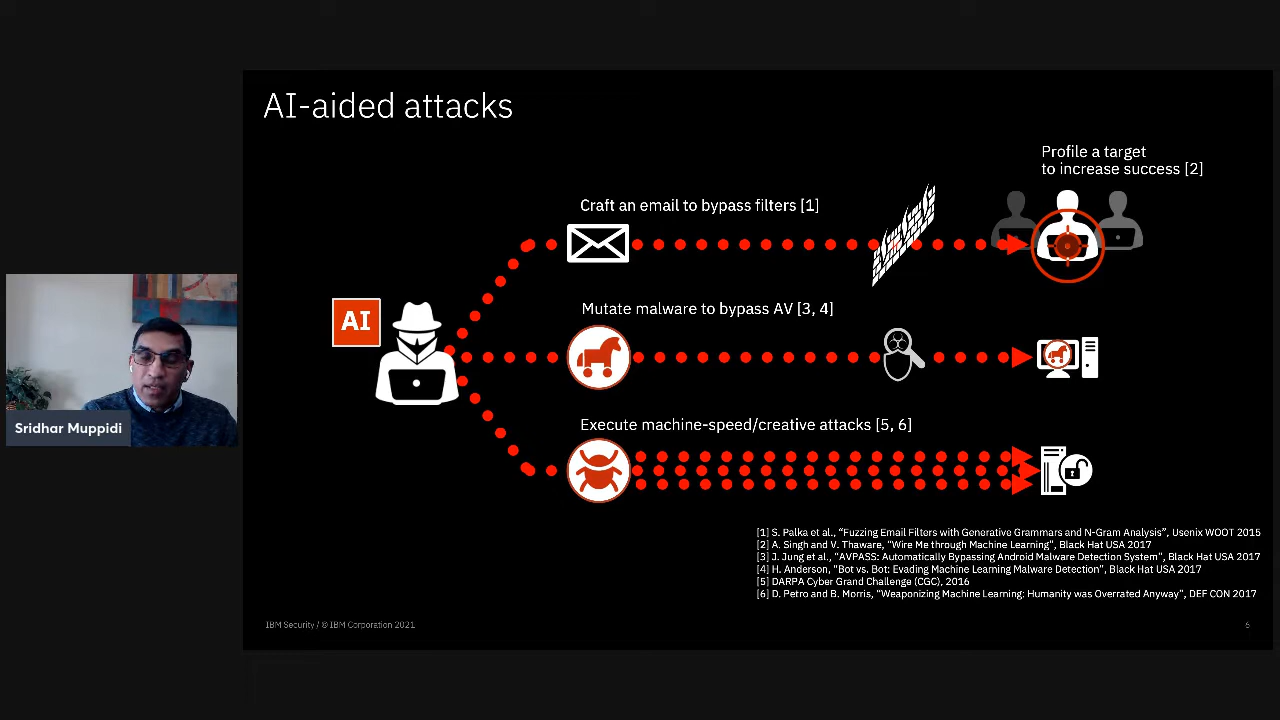 AI-aided attacks
Profile a target
to increase success [2]
Craft an email to bypass filters [1]
Mutate malware to bypass AV [3, 4]
AI
Execute machine-speed/creative attacks [5, 6]
Sridhar Muppidi
[1] S. Palka et al., “Fuzzing Email Filters with Generative Grammars and N-Gram Analysis”, Usenix WOOT 2015
[2] A. Singh and V. Thaware, “Wire Me through Machine Learning”, Black Hat USA 2017
[3] J. Jung et al., “AVPASS: Automatically Bypassing Android Malware Detection System”, Black Hat USA 2017
[4] H. Anderson, “Bot vs. Bot: Evading Machine Learning Malware Detection”, Black Hat USA 2017
[5] DARPA Cyber Grand Challenge (CGC), 2016
[6] D. Petro and B. Morris, “Weaponizing Machine Learning: Humanity was Overrated Anyway”, DEF CON 2017
IBM Security / © IBM Corporation 2021
6